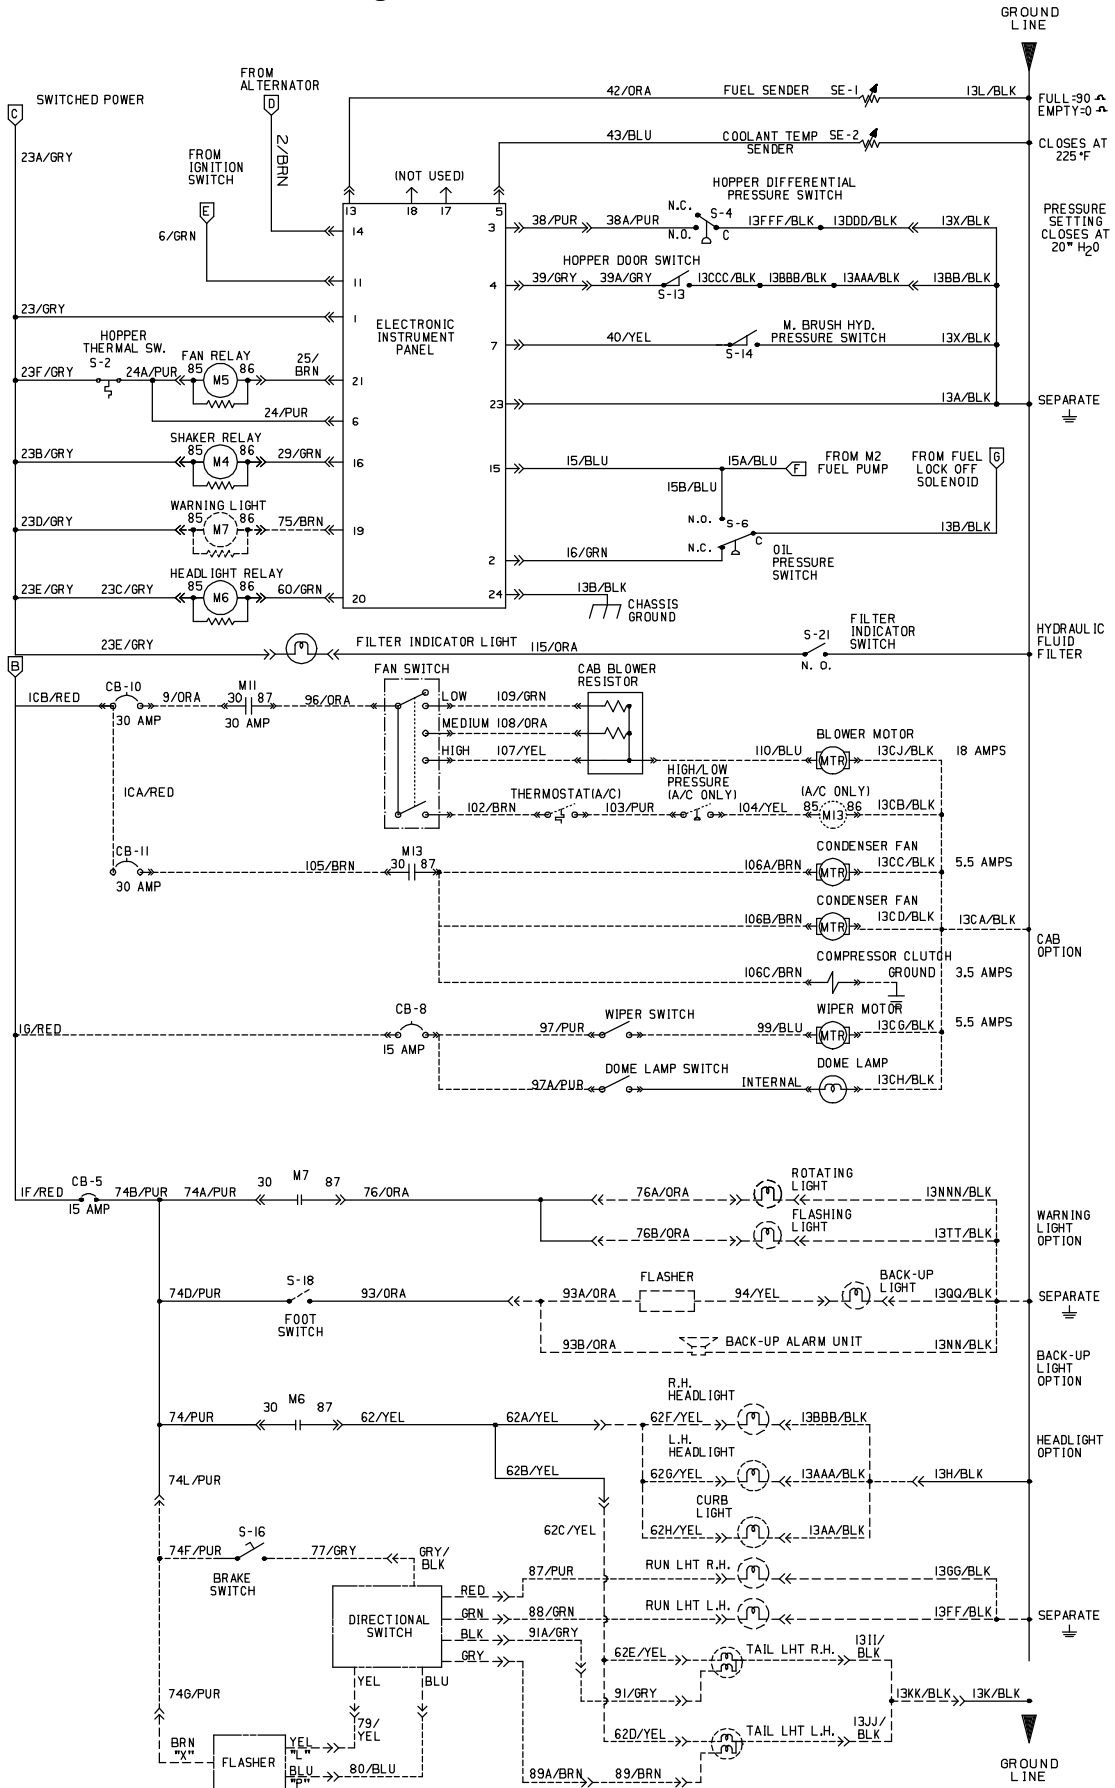 GROUND
LINE
FROM
ALTERNATOR
D
C
SWITCHED POWER
42/ORA
FUEL SENDER
SE-1
13L/BLK
FULL=90 Ω
EMPTY=0 Ω
2/BRN
43/BLU
COOLANT TEMP
SENDER
SE-2
CLOSES AT
225°F
23A/GRY
FROM
IGNITION
SWITCH
E
6/GRN
(NOT USED)
13
18
17
5
HOPPER DIFFERENTIAL
PRESSURE SWITCH
14
3
38/PUR
38A/PUR
N.C.
S-4
N.O.
C
13FFF/BLK
13DDD/BLK
13X/BLK
PRESSURE
SETTING
CLOSES AT
20" H2O
11
HOPPER DOOR SWITCH
4
39/GRY
39A/GRY
S-13
13CCC/BLK
13BBB/BLK
13AAA/BLK
13BB/BLK
23/GRY
1
ELECTRONIC
INSTRUMENT
PANEL
7
40/YEL
S-14
M. BRUSH HYD.
PRESSURE SWITCH
13X/BLK
HOPPER
THERMAL SW.
S-2
FAN RELAY
23F/GRY
24A/PUR
85
M5
86
25/
BRN
21
23
13A/BLK
SEPARATE
24/PUR
6
SHAKER RELAY
23B/GRY
85
M4
86
29/GRN
16
15
15/BLU
15A/BLU
F
FROM M2
FUEL PUMP
FROM FUEL
LOCK OFF
SOLENOID
G
15B/BLU
WARNING LIGHT
23D/GRY
85
M7
86
75/BRN
19
N.O.
S-6
N.C.
C
OIL
PRESSURE
SWITCH
13B/BLK
2
16/GRN
HEADLIGHT RELAY
23E/GRY
23C/GRY
85
M6
86
60/GRN
20
24
13B/BLK
CHASSIS
GROUND
23E/GRY
FILTER INDICATOR LIGHT
115/ORA
S-21
N. O.
FILTER
INDICATOR
SWITCH
HYDRAULIC
FLUID
FILTER
B
FAN SWITCH
CAB BLOWER
RESISTOR
1CB/RED
CB-10
30 AMP
9/ORA
M11
30
87
30 AMP
96/ORA
LOW
109/GRN
MEDIUM
108/ORA
HIGH
107/YEL
110/BLU
BLOWER MOTOR
MTR
13CJ/BLK
18 AMPS
1CA/RED
102/BRN
THERMOSTAT(A/C)
103/PUR
HIGH/LOW
PRESSURE
(A/C ONLY)
104/YEL
(A/C ONLY)
85
M13
86
13CB/BLK
CB-11
30 AMP
105/BRN
M13
30
87
106A/BRN
CONDENSER FAN
MTR
13CC/BLK
5.5 AMPS
106B/BRN
CONDENSER FAN
MTR
13CD/BLK
13CA/BLK
CAB
OPTION
106C/BRN
COMPRESSOR CLUTCH
GROUND
3.5 AMPS
1G/RED
CB-8
15 AMP
97/PUR
WIPER SWITCH
99/BLU
WIPER MOTOR
MTR
13CG/BLK
5.5 AMPS
97A/PUR
DOME LAMP SWITCH
INTERNAL
DOME LAMP
13CH/BLK
1F/RED
CB-5
15 AMP
74B/PUR
74A/PUR
30
M7
87
76/ORA
76A/ORA
ROTATING
LIGHT
13NNN/BLK
76B/ORA
FLASHING
LIGHT
13TT/BLK
WARNING
LIGHT
OPTION
74D/PUR
S-18
FOOT
SWITCH
93/ORA
93A/ORA
FLASHER
94/YEL
BACK-UP
LIGHT
13QQ/BLK
SEPARATE
93B/ORA
BACK-UP ALARM UNIT
13NN/BLK
BACK-UP
LIGHT
OPTION
74/PUR
30
M6
87
62/YEL
62A/YEL
62F/YEL
R.H.
HEADLIGHT
13BBB/BLK
HEADLIGHT
OPTION
74L/PUR
62B/YEL
62G/YEL
L.H.
HEADLIGHT
13AAA/BLK
13H/BLK
62C/YEL
62H/YEL
CURB
LIGHT
13AA/BLK
74F/PUR
S-16
BRAKE
SWITCH
77/GRY
GRY/
BLK
87/PUR
RUN LHT R.H.
13GG/BLK
DIRECTIONAL
SWITCH
RED
GRN
88/GRN
RUN LHT L.H.
13FF/BLK
SEPARATE
BLK
91A/GRY
GRY
62E/YEL
TAIL LHT R.H.
13II/
BLK
YEL
BLU
74G/PUR
91/GRY
13KK/BLK
13K/BLK
79/
YEL
62D/YEL
TAIL LHT L.H.
13JJ/
BLK
BRN
"X"
FLASHER
YEL
"L"
BLU
"P"
80/BLU
89A/BRN
89/BRN
GROUND
LINE